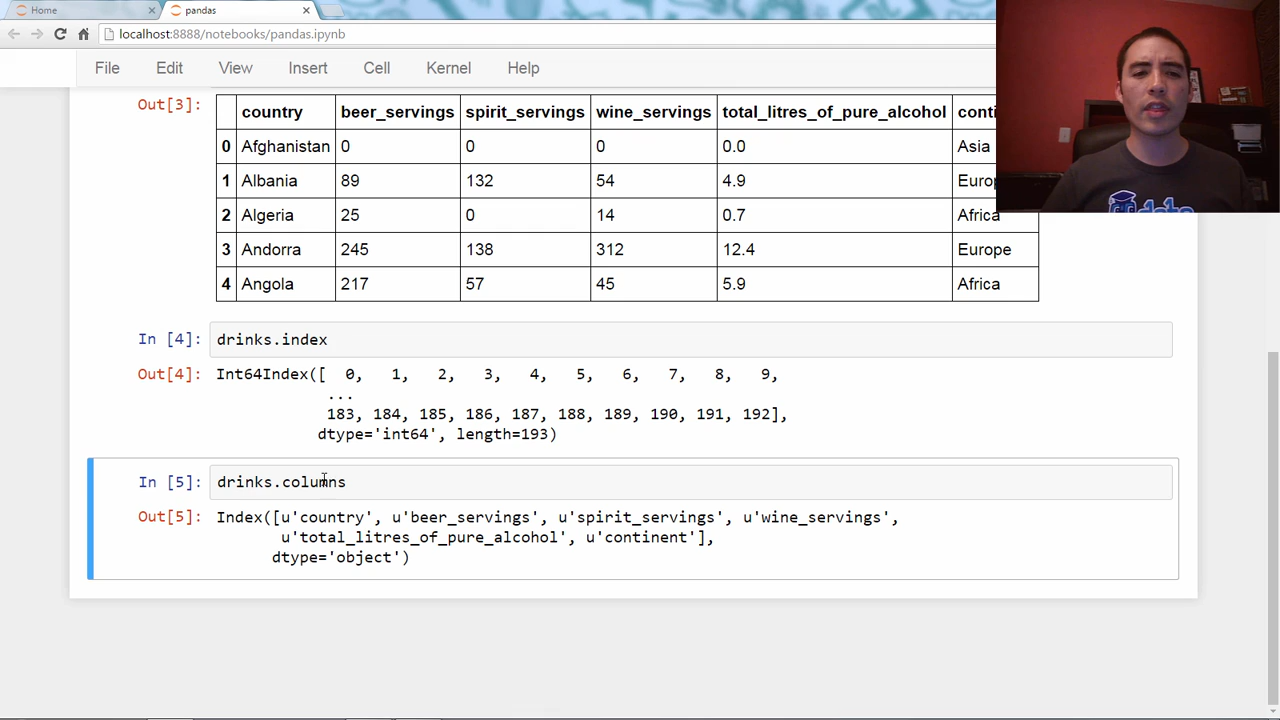 Home × pandas ×
localhost:8888/notebooks/pandas.ipynb
File Edit View Insert Cell Kernel Help
Out[3]:
country beer_servings spirit_servings wine_servings total_litres_of_pure_alcohol
0 Afghanistan 0 0 0 0.0 Asia
1 Albania 89 132 54 4.9
2 Algeria 25 0 14 0.7 Africa
3 Andorra 245 138 312 12.4 Europe
4 Angola 217 57 45 5.9 Africa
In [4]: drinks.index
Out[4]: Int64Index([ 0, 1, 2, 3, 4, 5, 6, 7, 8, 9,
...
183, 184, 185, 186, 187, 188, 189, 190, 191, 192],
dtype='int64', length=193)
In [5]: drinks.columns
Out[5]: Index([u'country', u'beer_servings', u'spirit_servings', u'wine_servings',
u'total_litres_of_pure_alcohol', u'continent'],
dtype='object')